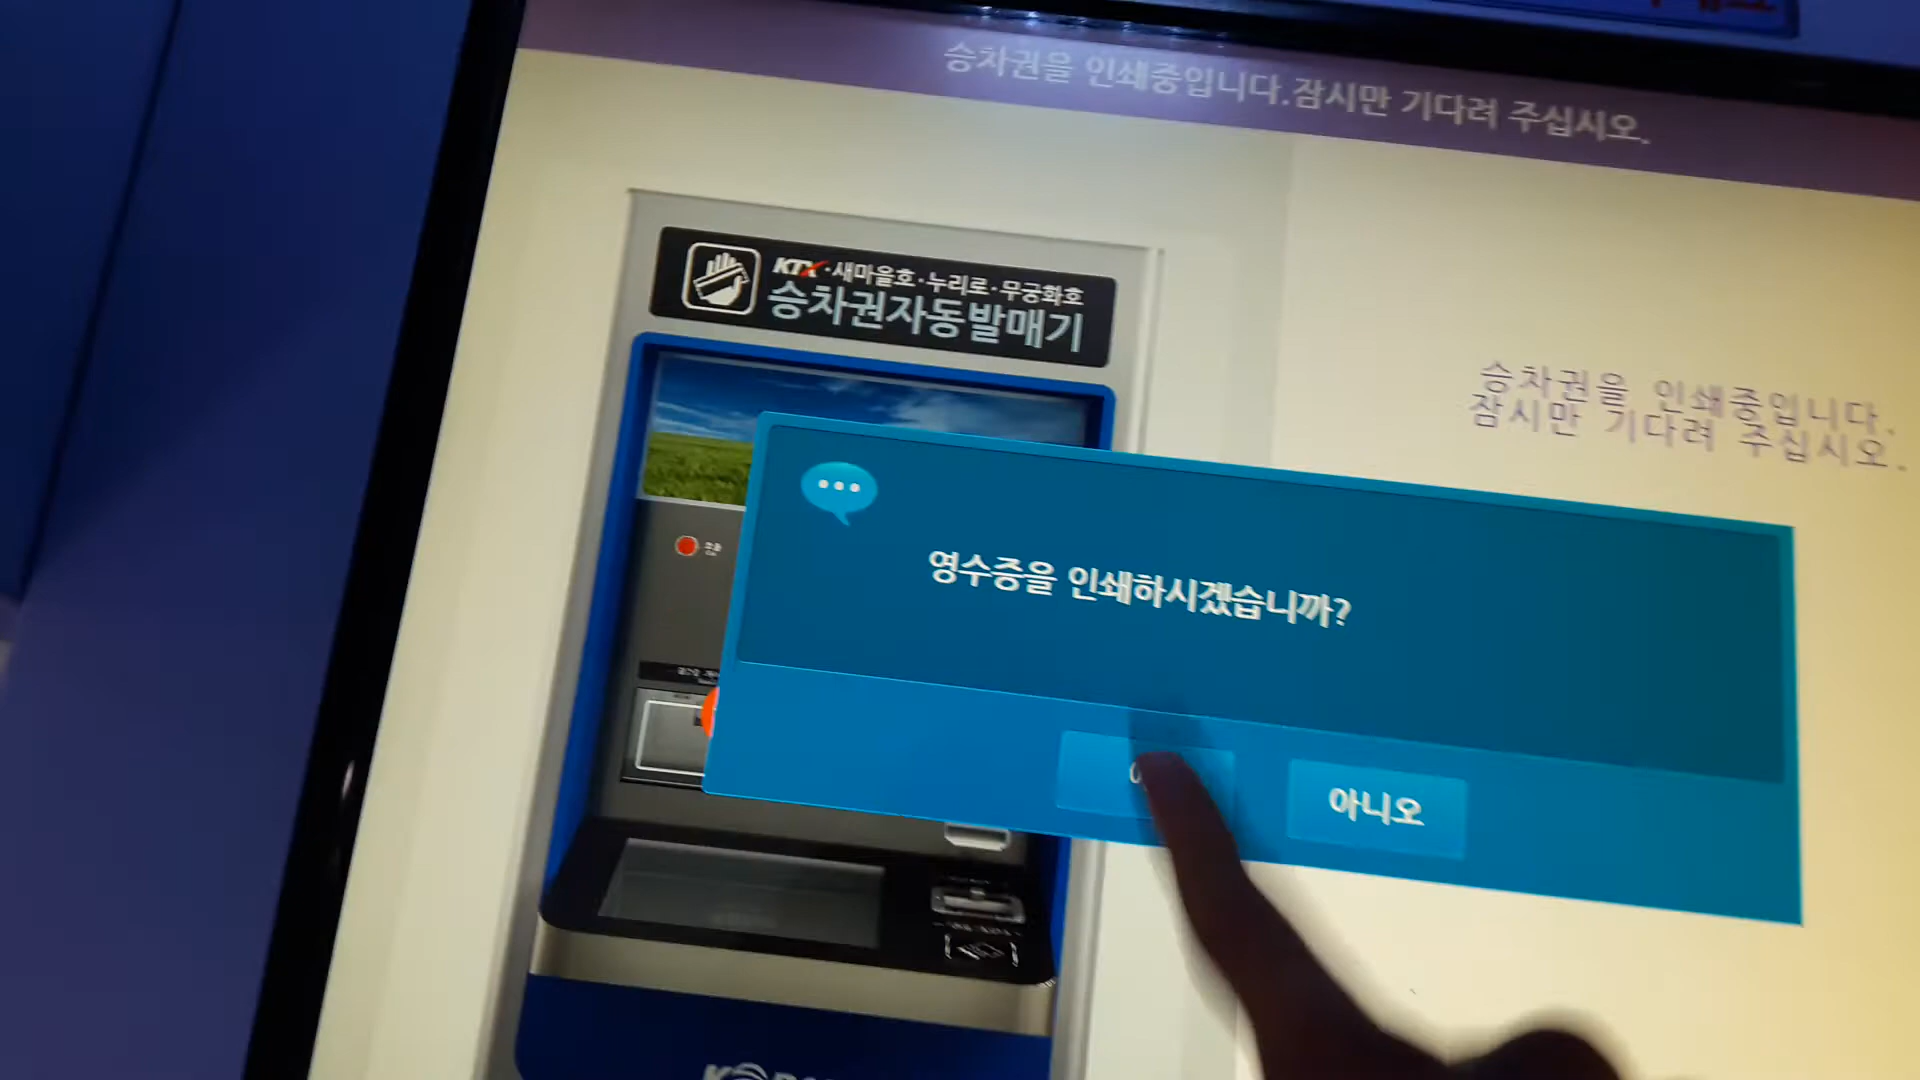 승차권을 인쇄중입니다.잠시만 기다려 주십시오.
KTX·새마을호·누리로·무궁화호
승차권자동발매기
승차권을 인쇄중입니다.
잠시만 기다려 주십시오.
영수증을 인쇄하시겠습니까?
아니오